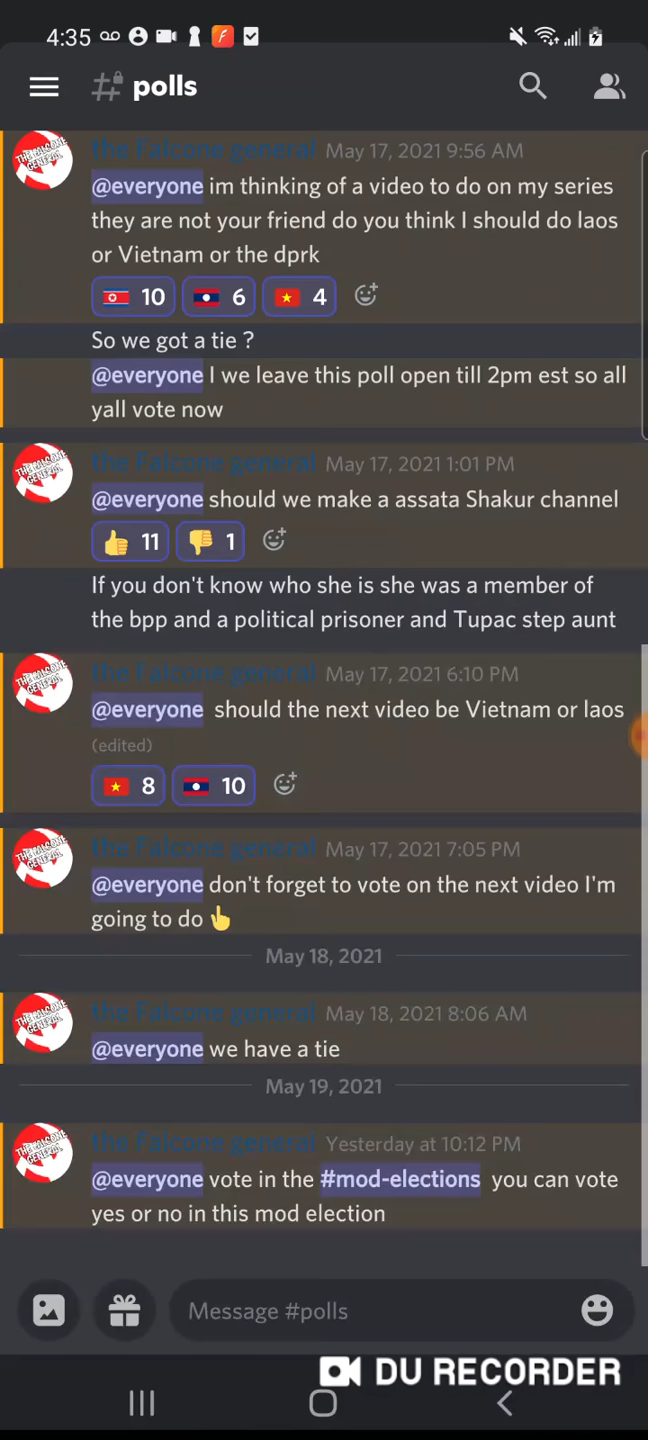 4:35
polls
the Falcone general May 17, 2021 9:56 AM
@everyone im thinking of a video to do on my series
they are not your friend do you think I should do laos
or Vietnam or the dprk
10 6 4
So we got a tie ?
@everyone I we leave this poll open till 2pm est so all
yall vote now
the Falcone general May 17, 2021 1:01 PM
@everyone should we make a assata Shakur channel
11 1
If you don't know who she is she was a member of
the bpp and a political prisoner and Tupac step aunt
the Falcone general May 17, 2021 6:10 PM
@everyone should the next video be Vietnam or laos
(edited)
8 10
the Falcone general May 17, 2021 7:05 PM
@everyone don't forget to vote on the next video I'm
going to do👆
May 18, 2021
the Falcone general May 18, 2021 8:06 AM
@everyone we have a tie
May 19, 2021
the Falcone general Yesterday at 10:12 PM
@everyone vote in the #mod-elections you can vote
yes or no in this mod election
Message #polls
DU RECORDER
THE FALCONE
GENERAL